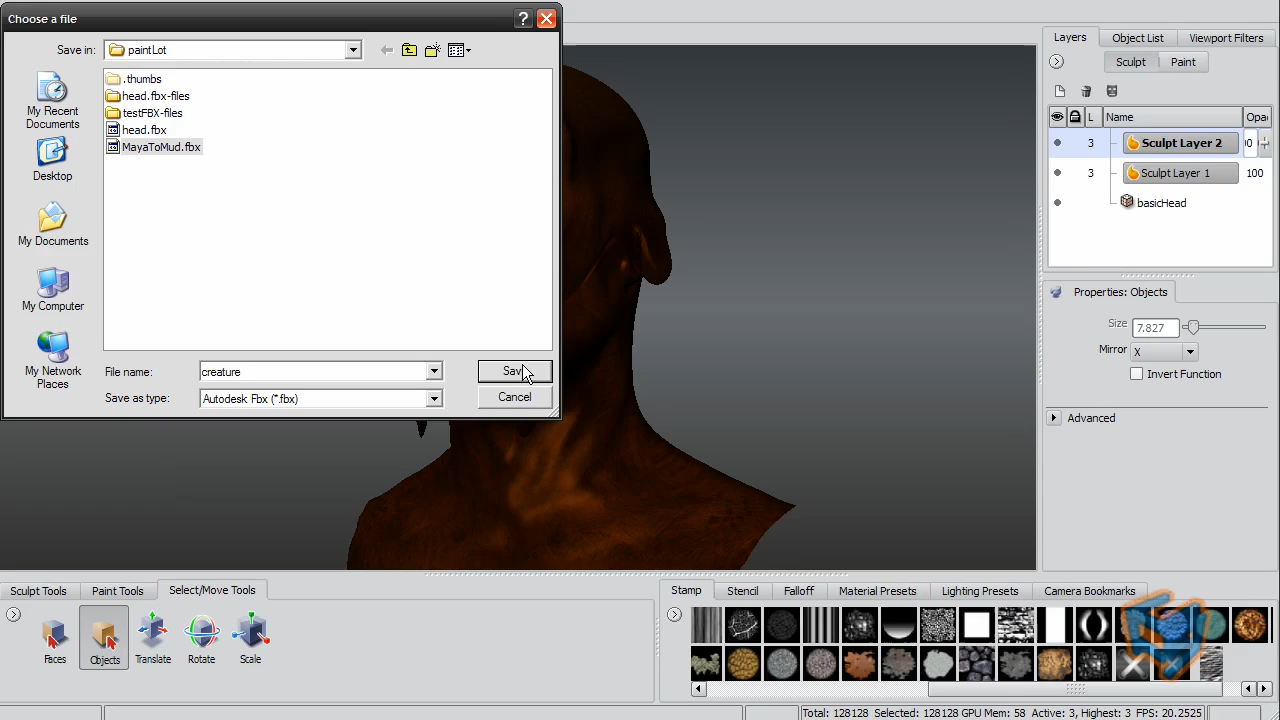 Choose a file
Save in:
paintLot
My Recent
Documents
Desktop
My Documents
My Computer
My Network
Places
.thumbs
head.fbx-files
testFBX-files
head.fbx
MayaToMud.fbx
File name:
creature
Save
Save as type:
Autodesk Fbx (*.fbx)
Cancel
Layers
Object List
Viewport Filters
Sculpt
Paint
L
Name
Opac
3
Sculpt Layer 2
3
Sculpt Layer 1
100
basicHead
Properties: Objects
Size
7.827
Mirror
X
Invert Function
Advanced
Sculpt Tools
Paint Tools
Select/Move Tools
Faces
Objects
Translate
Rotate
Scale
Stamp
Stencil
Falloff
Material Presets
Lighting Presets
Camera Bookmarks
Total: 128128 Selected: 128128 GPU Mem: 58 Active: 3, Highest: 3 FPS: 20.2525